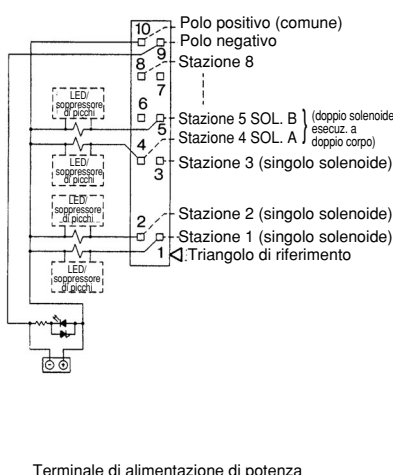 10
Polo positivo (comune)
Polo negativo
9
8
Stazione 8
7
LED/
soppressore
di picchi
6
5
Stazione 5 SOL. B
Stazione 4 SOL. A
(doppio solenoide
esecuz. a
doppio corpo)
4
3
Stazione 3 (singolo solenoide)
LED/
soppressore
di picchi
LED/
soppressore
di picchi
2
Stazione 2 (singolo solenoide)
Stazione 1 (singolo solenoide)
1
Triangolo di riferimento
LED/
soppressore
di picchi
Terminale di alimentazione di potenza